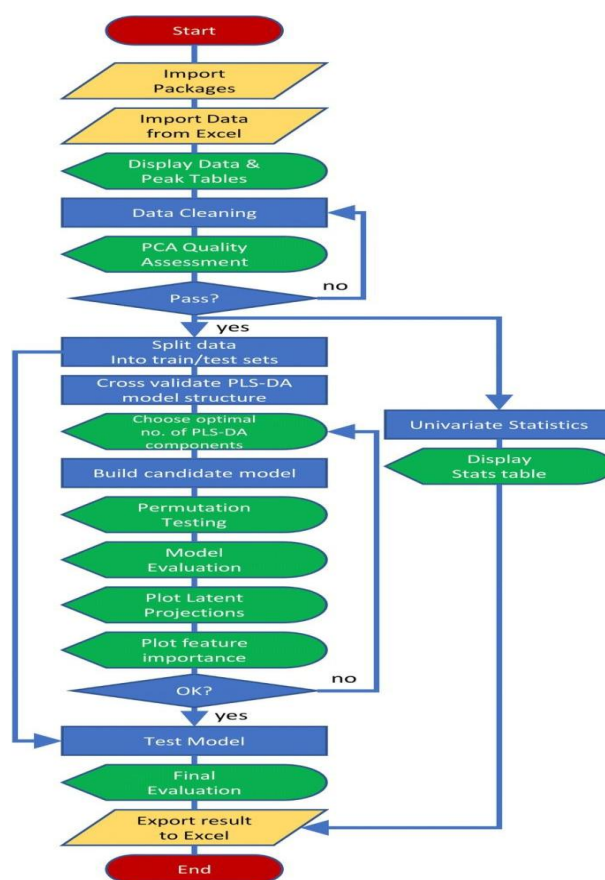 Start
Import
Packages
Import Data
from Excel
Display Data &
Peak Tables
Data Cleaning
PCA Quality
Assessment
no
Pass?
yes
Split data
Into train/test sets
Cross validate PLS-DA
model structure
Choose optimal
no. of PLS-DA
components
Univariate Statistics
Display
Stats table
Build candidate model
Permutation
Testing
Model
Evaluation
Plot Latent
Projections
Plot feature
importance
no
OK?
yes
Test Model
Final
Evaluation
Export result
to Excel
End